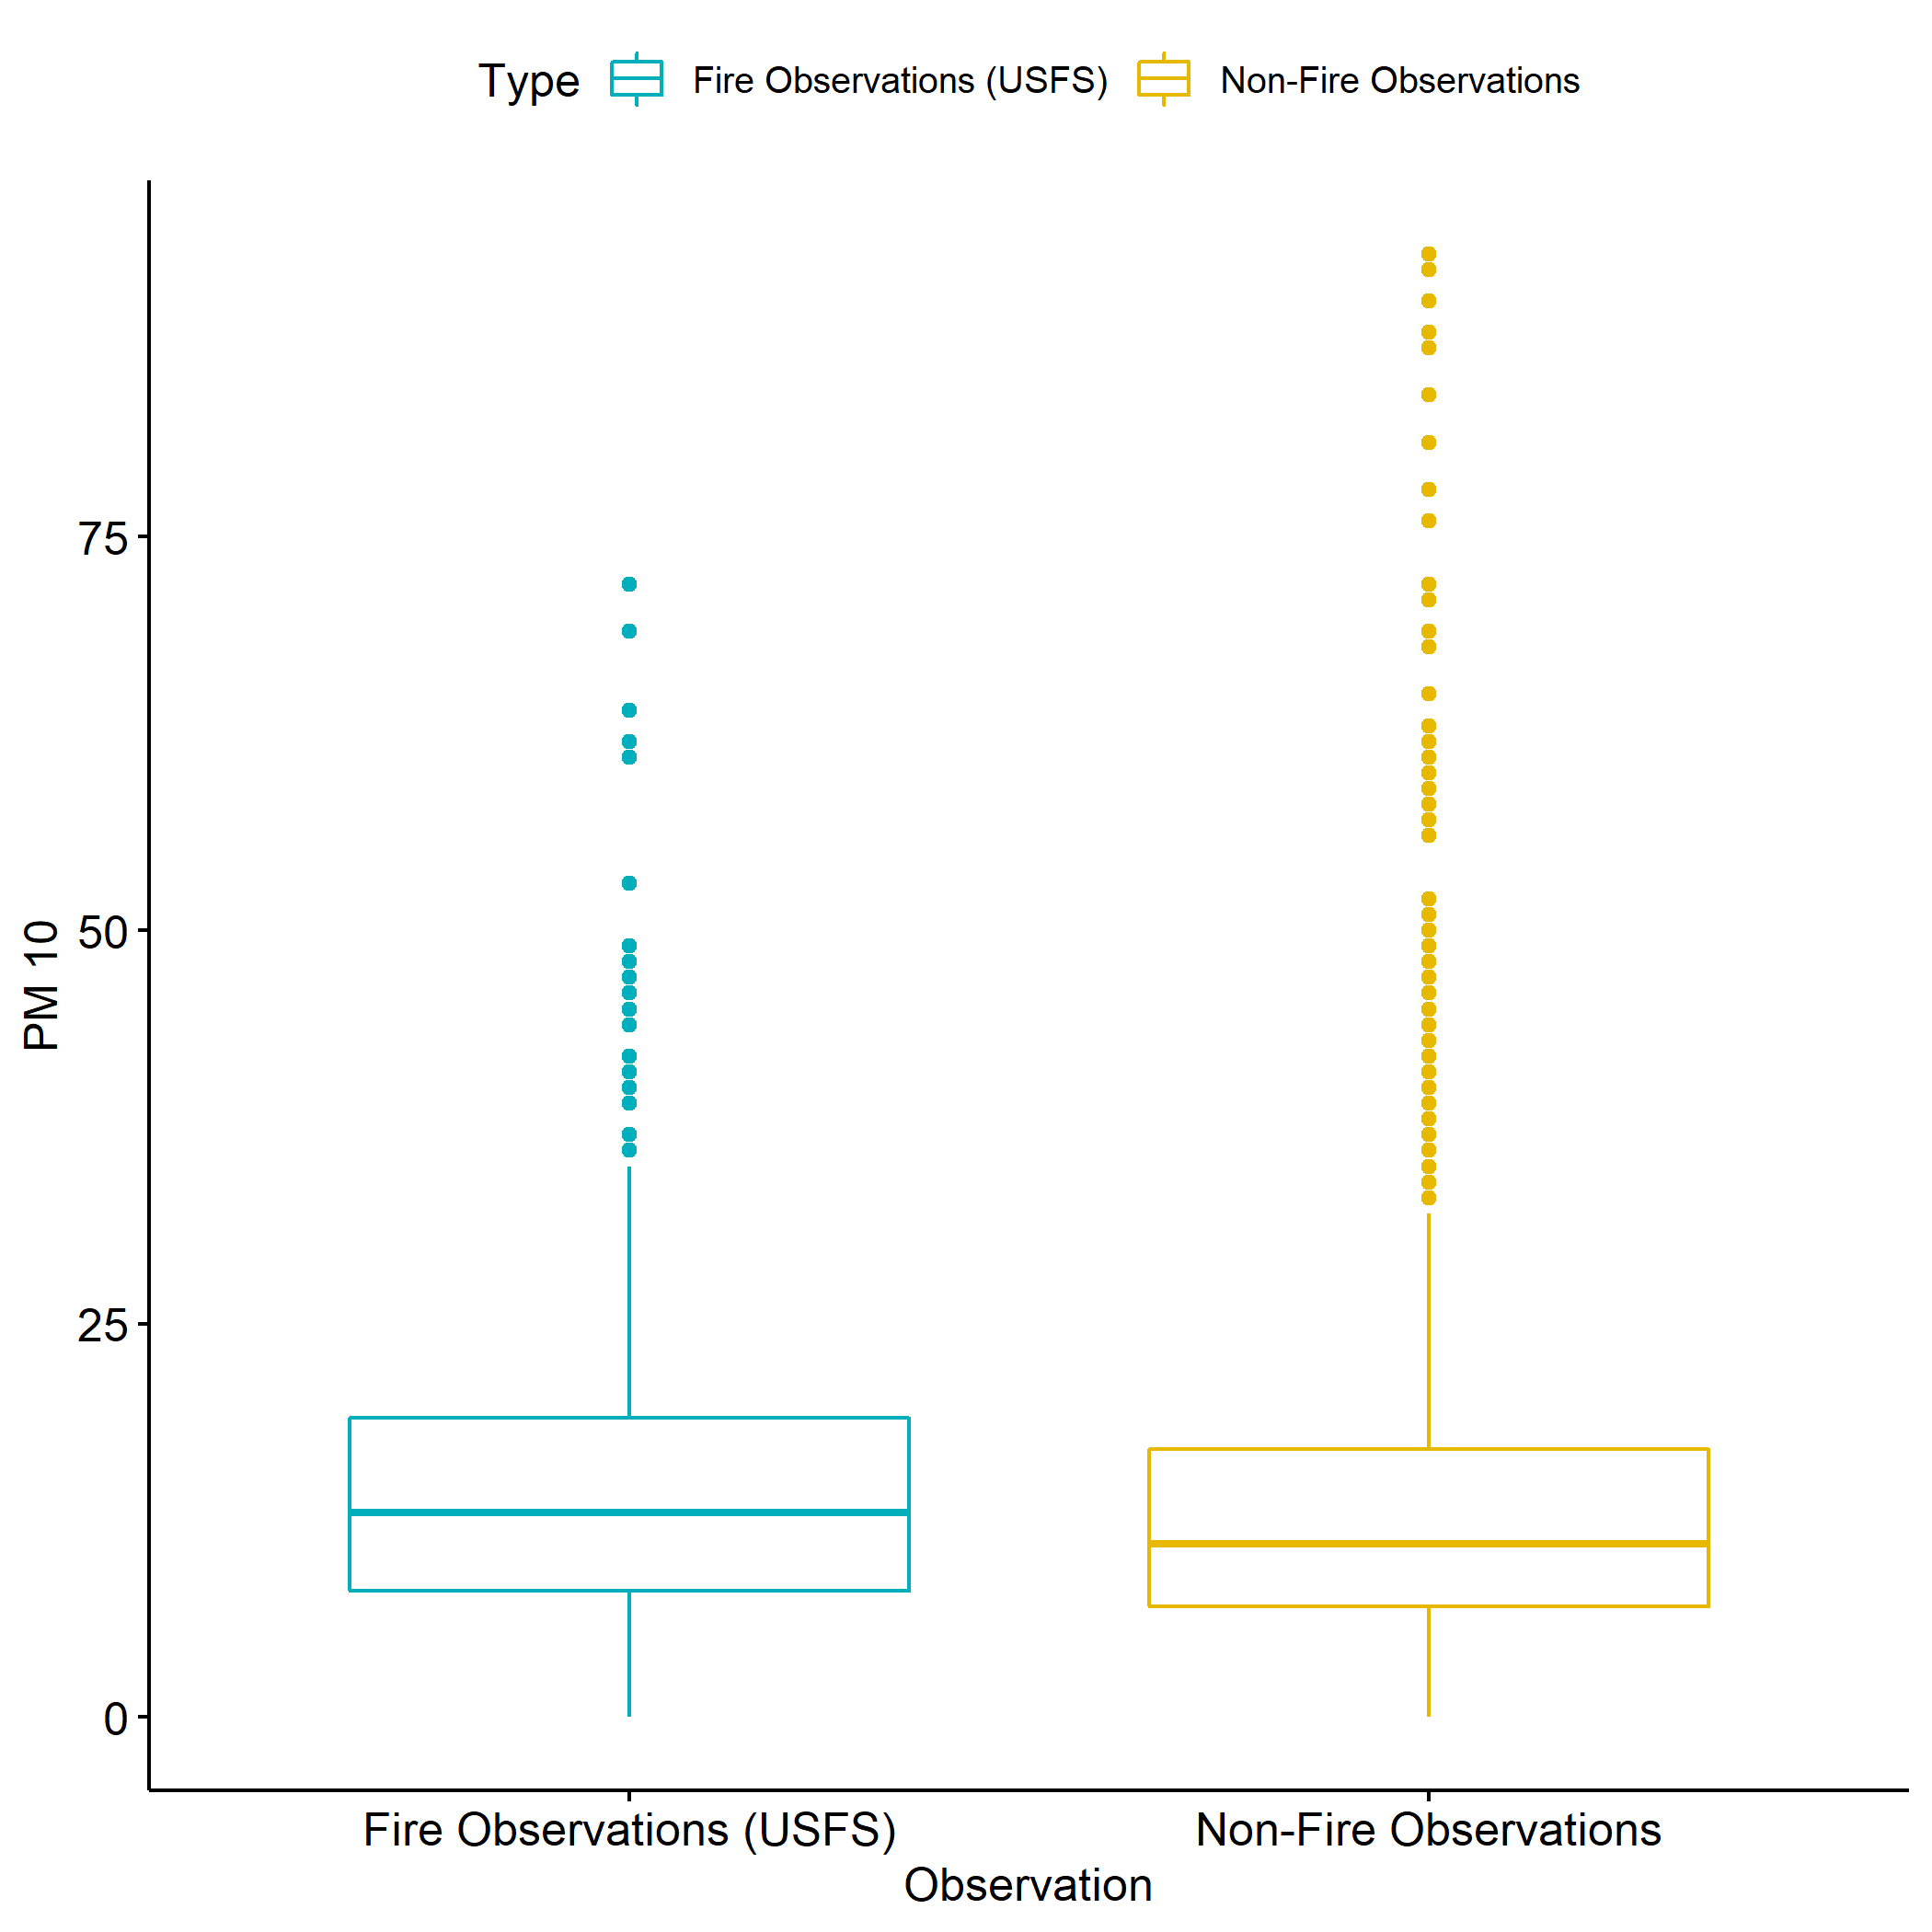 Type Fire Observations (USFS) Non-Fire Observations
75
50
25
0
PM 10
Fire Observations (USFS) Non-Fire Observations
Observation